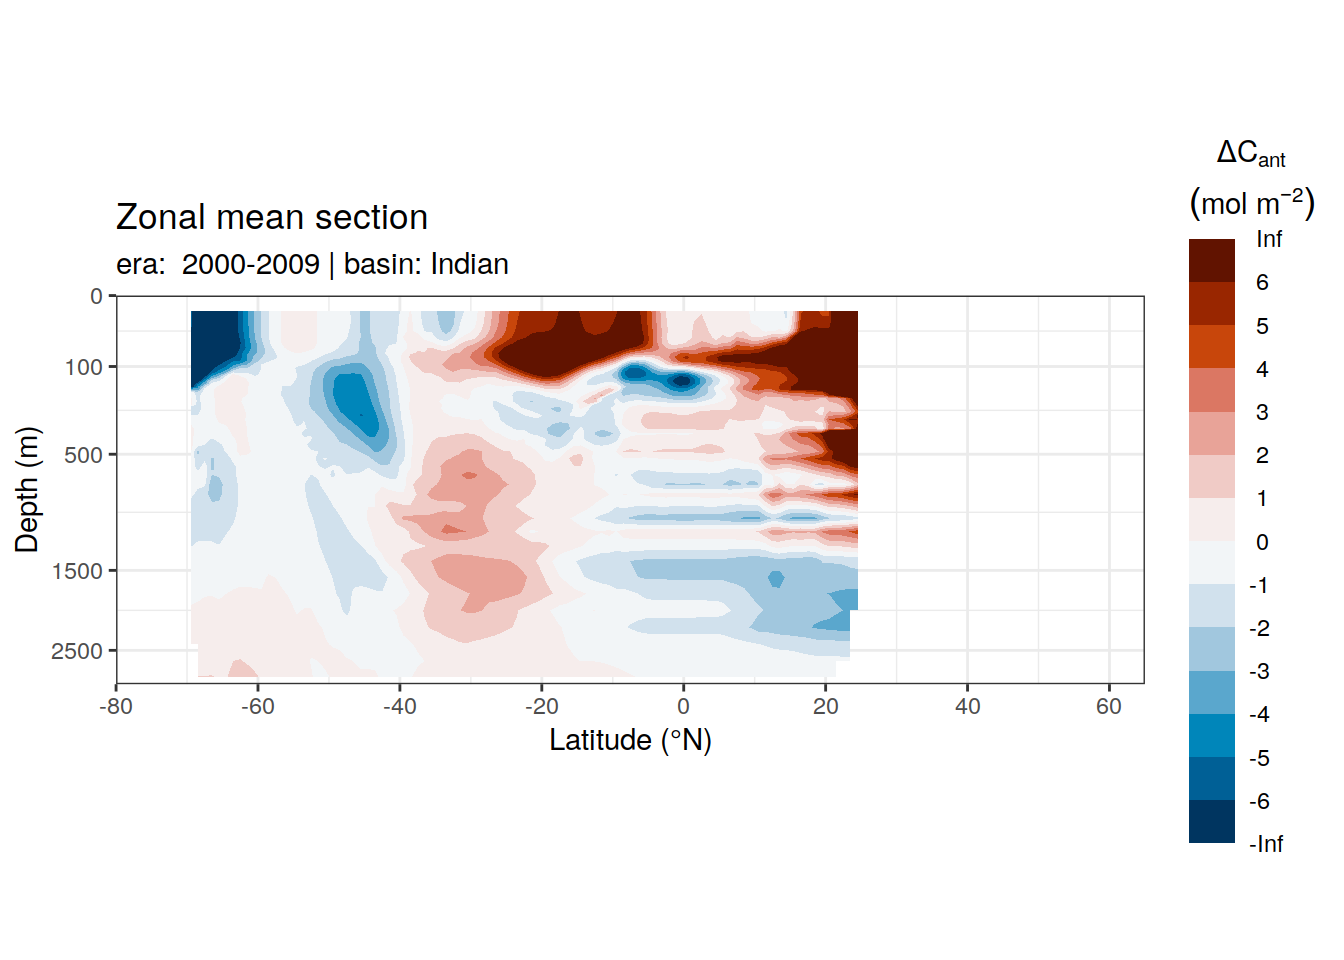 Zonal mean section
era:  2000-2009 | basin: Indian
ΔCant
(mol m−2)
Inf
6
5
4
3
2
1
0
-1
-2
-3
-4
-5
-6
-Inf
Depth (m)
0
100
500
1500
2500
-80 -60 -40 -20 0 20 40 60
Latitude (°N)